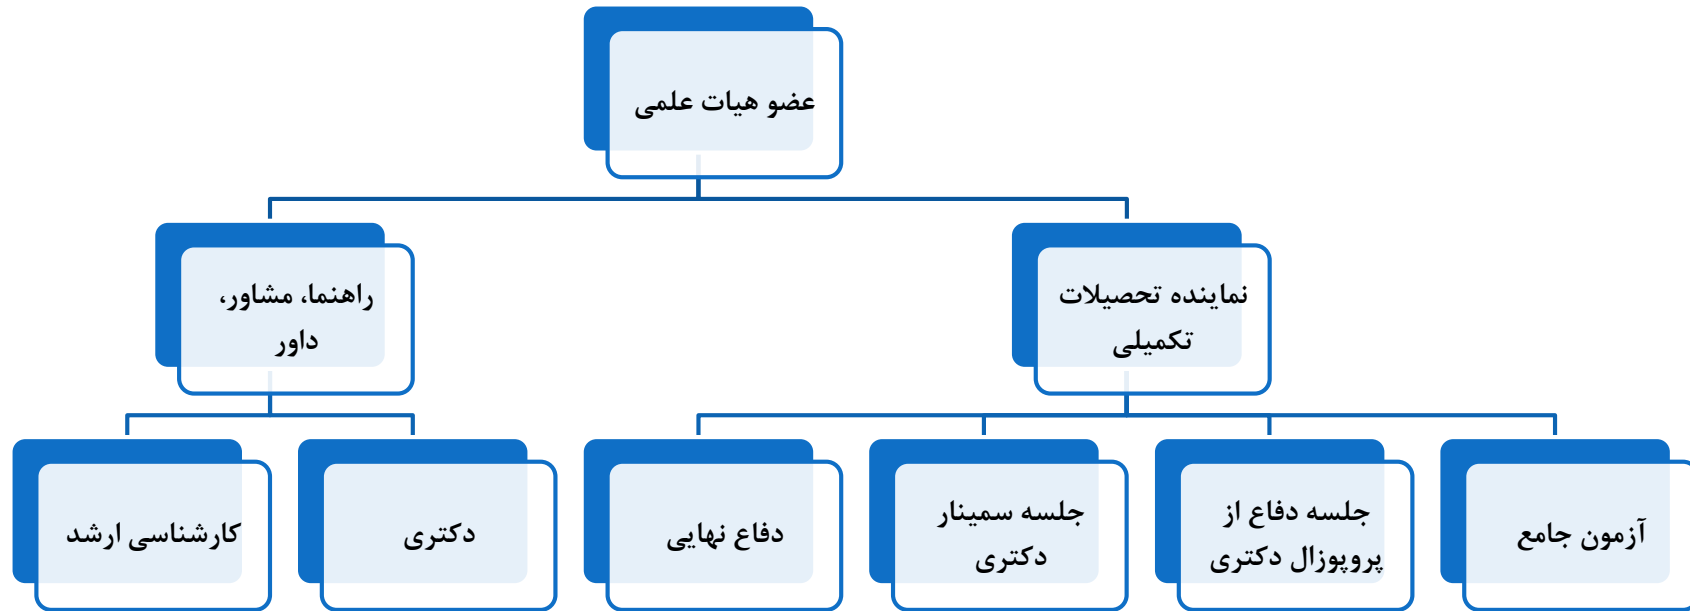 عضو هیات علمی
نماینده تحصیلات
تکمیلی
راهنما، مشاور،
داور
آزمون جامع
جلسه دفاع از
پروپوزال دکتری
جلسه سمینار
دکتری
دفاع نهایی
دکتری
کارشناسی ارشد